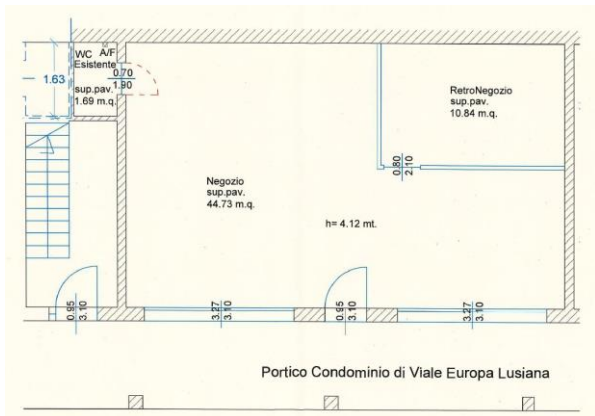 WC A/F
Esistente
sup.pav.
1.69 m.q.
1.63
0.70
1.90
RetroNegozio
sup.pav.
10.84 m.q.
0.80
2.10
Negozio
sup.pav.
44.73 m.q.
h= 4.12 mt.
0.95
3.10
3.27
3.10
0.95
3.10
3.27
3.10
Portico Condominio di Viale Europa Lusiana